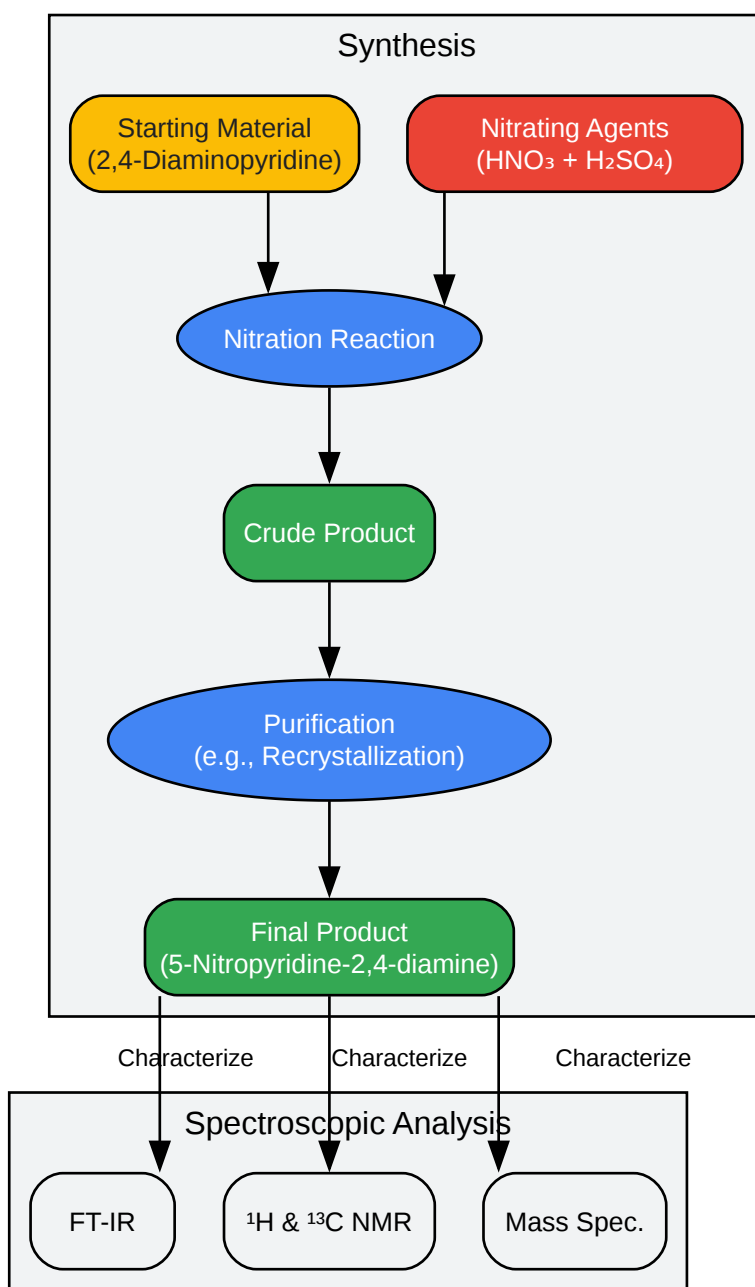 Synthesis
Starting Material
(2,4-Diaminopyridine)
Nitrating Agents
(HNO₃ + H₂SO₄)
Nitration Reaction
Crude Product
Purification
(e.g., Recrystallization)
Final Product
(5-Nitropyridine-2,4-diamine)
Characterize
Characterize
Characterize
Spectroscopic Analysis
FT-IR
¹H & ¹³C NMR
Mass Spec.